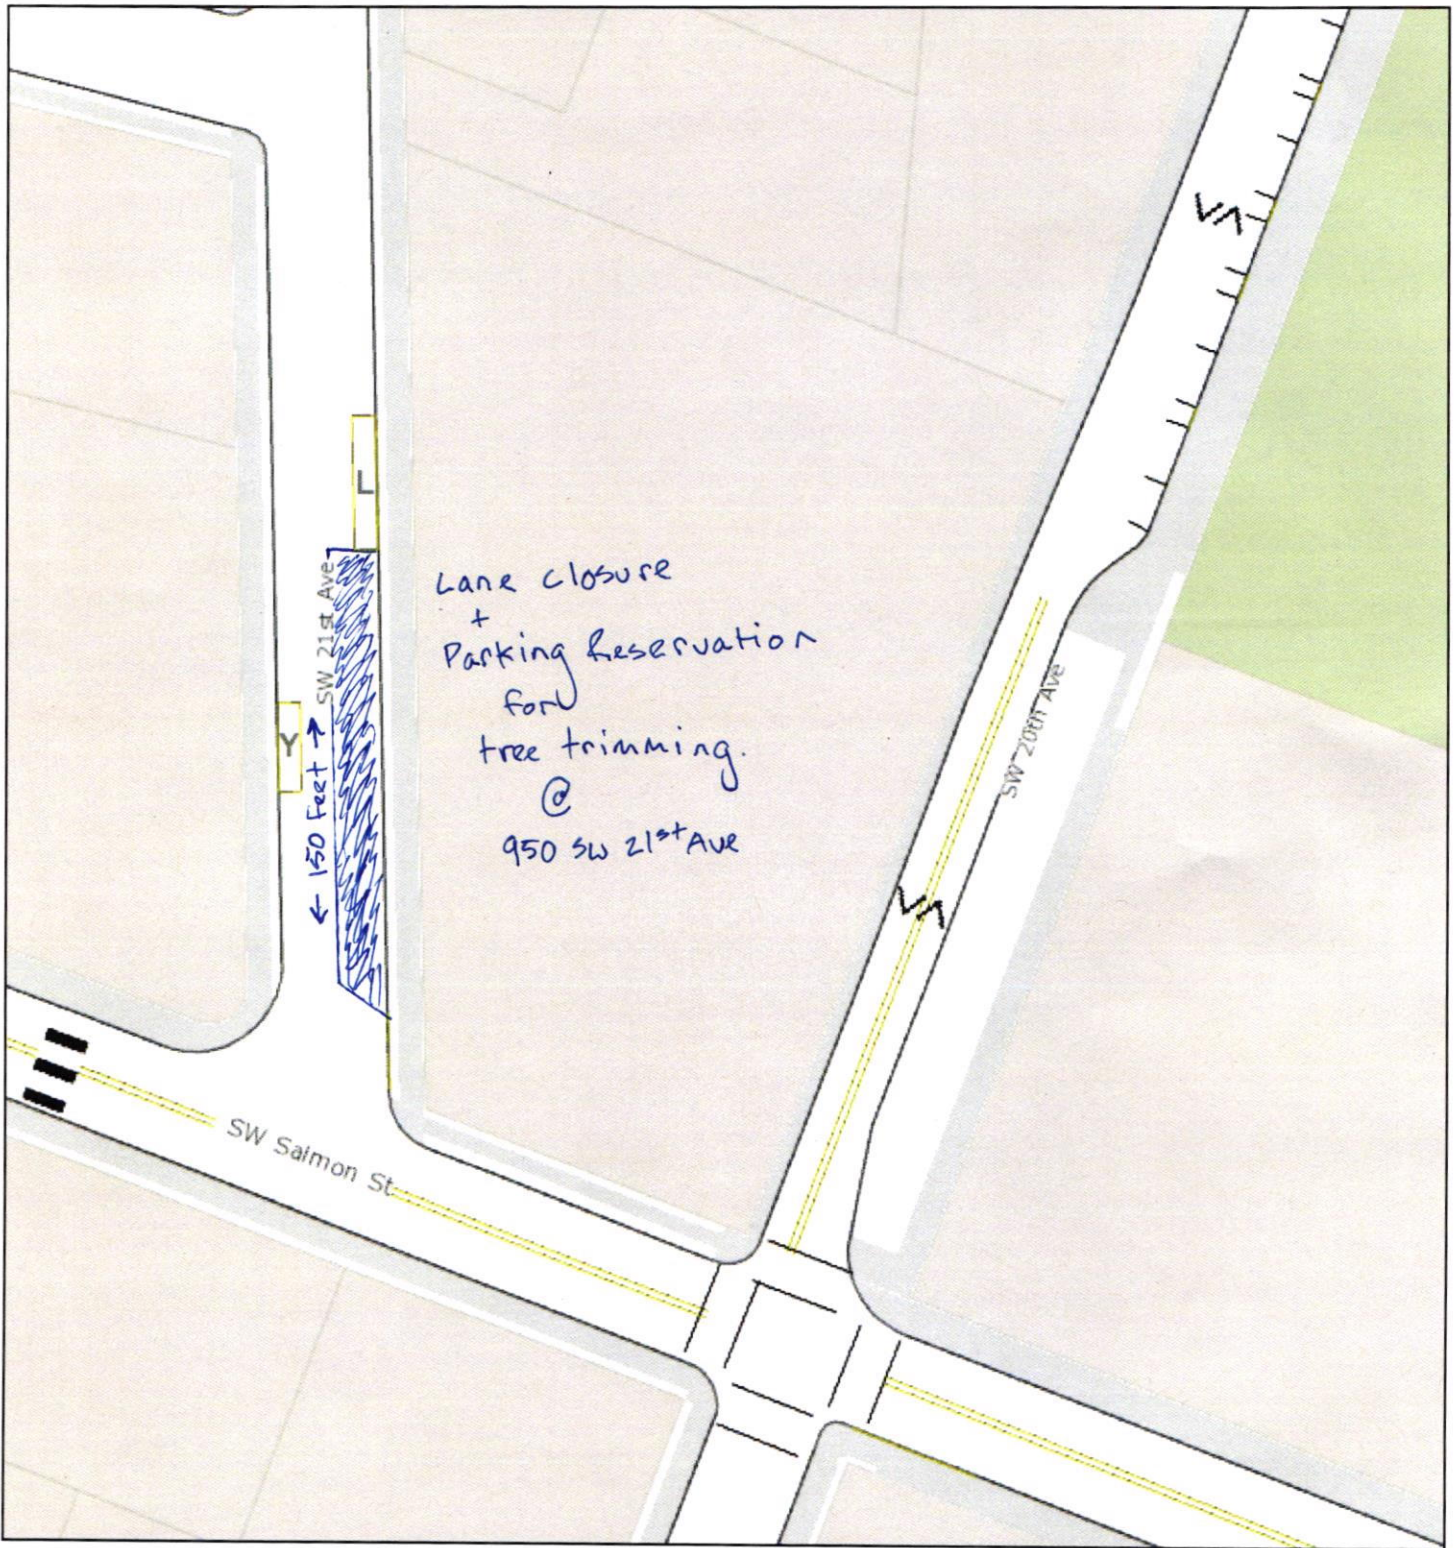 L
SW 21st Ave
Y
← 150 Feet →
Lane closure
+
Parking Reservation
for
tree trimming.
@
950 SW 21st Ave
SW 20th Ave
SW Salmon St